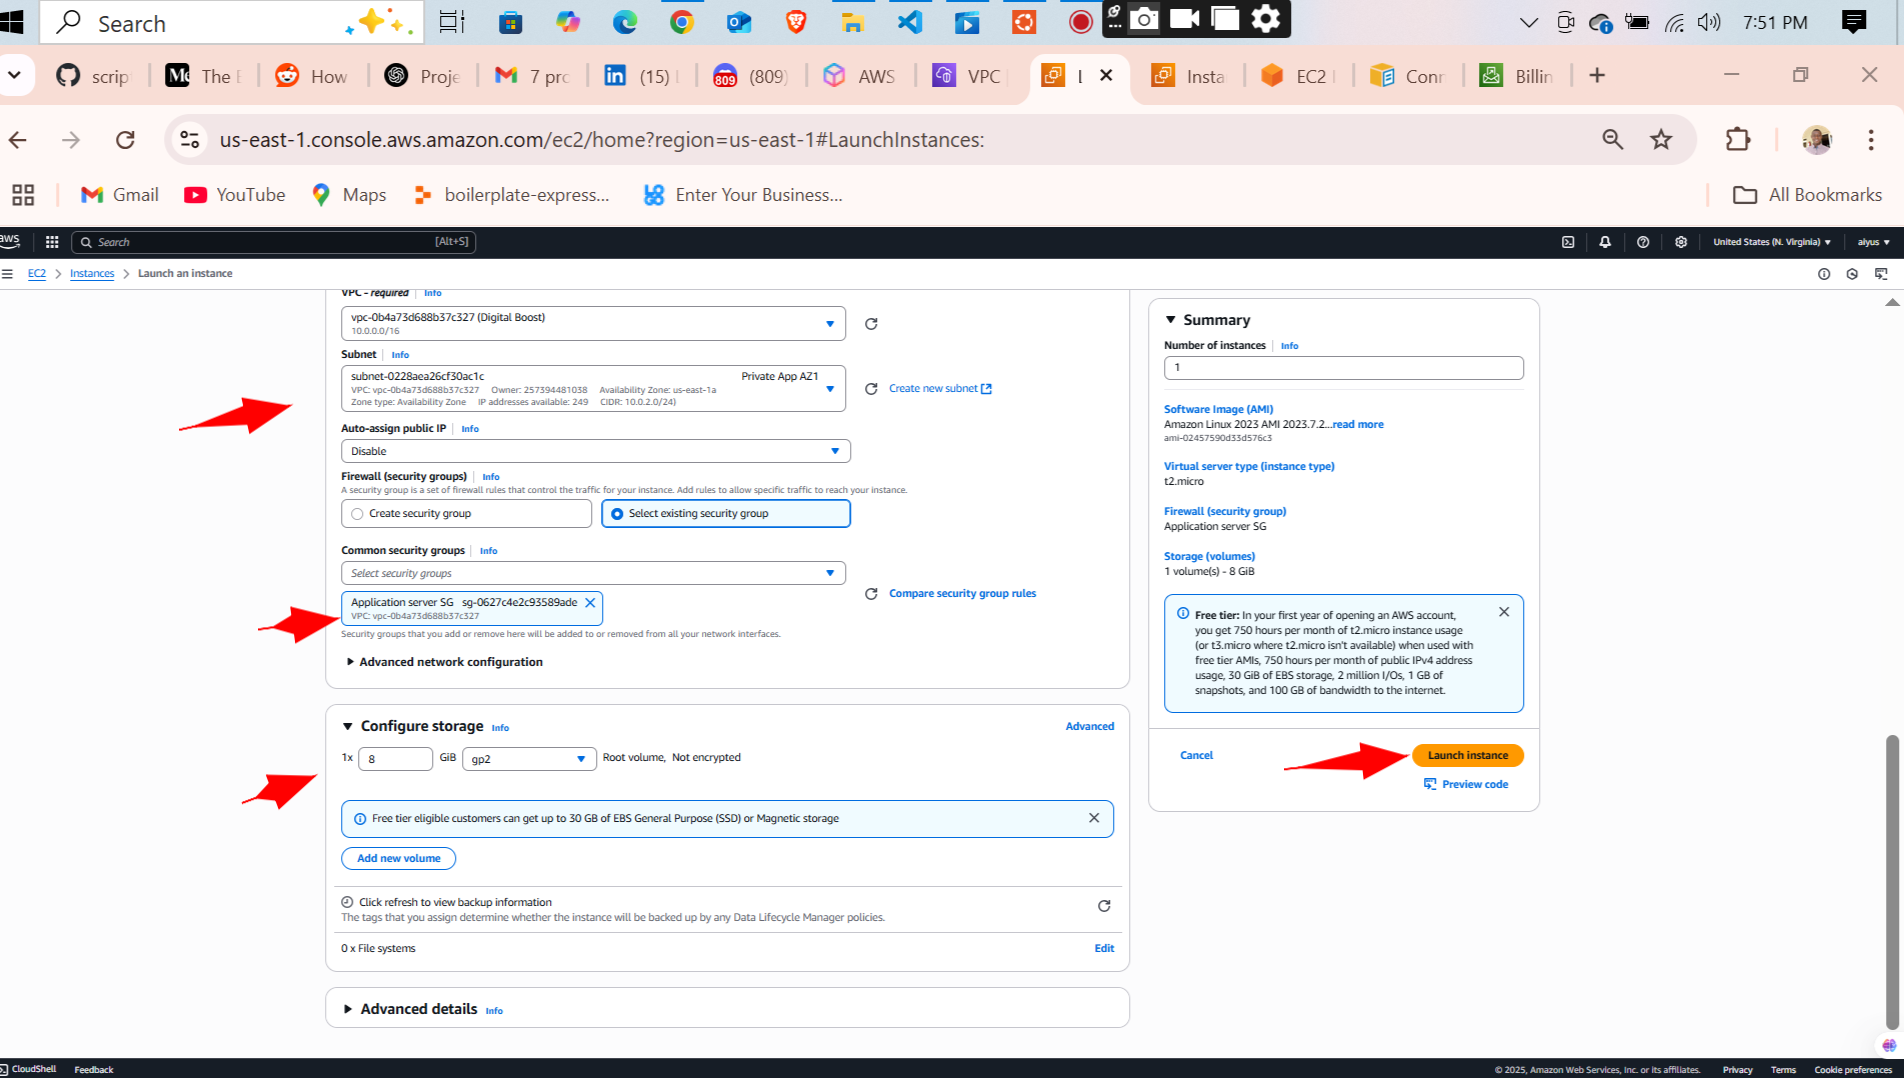 Search
7:51 PM
scrip
Me
The E
How
Proje
7 pro
in
(15) L
809
(809)
AWS
VPC
L
Insta
EC2 I
Conn
Billin
us-east-1.console.aws.amazon.com/ec2/home?region=us-east-1#LaunchInstances:
Gmail
YouTube
Maps
boilerplate-express...
Enter Your Business...
All Bookmarks
aws
Search
[Alt+S]
United States (N. Virginia)
aiyus
EC2
Instances
Launch an instance
VPC - required
Info
vpc-0b4a73d688b37c327 (Digital Boost)
10.0.0.0/16
Subnet
Info
subnet-0228aea26cf30ac1c
Private App AZ1
VPC: vpc-0b4a73d688b37c327 Owner: 257394481038 Availability Zone: us-east-1a
Zone type: Availability Zone IP addresses available: 249 CIDR: 10.0.2.0/24)
Create new subnet
Auto-assign public IP
Info
Disable
Firewall (security groups)
Info
A security group is a set of firewall rules that control the traffic for your instance. Add rules to allow specific traffic to reach your instance.
Create security group
Select existing security group
Common security groups
Info
Select security groups
Application server SG sg-0627c4e2c93589ade
VPC: vpc-0b4a73d688b37c327
Compare security group rules
Security groups that you add or remove here will be added to or removed from all your network interfaces.
Advanced network configuration
Configure storage
Info
Advanced
1x
8
GiB
gp2
Root volume, Not encrypted
Free tier eligible customers can get up to 30 GB of EBS General Purpose (SSD) or Magnetic storage
Add new volume
Click refresh to view backup information
The tags that you assign determine whether the instance will be backed up by any Data Lifecycle Manager policies.
0 x File systems
Edit
Advanced details
Info
Summary
Number of instances
Info
1
Software Image (AMI)
Amazon Linux 2023 AMI 2023.7.2...read more
ami-02457590d33d576c3
Virtual server type (instance type)
t2.micro
Firewall (security group)
Application server SG
Storage (volumes)
1 volume(s) - 8 GiB
Free tier: In your first year of opening an AWS account,
you get 750 hours per month of t2.micro instance usage
(or t3.micro where t2.micro isn't available) when used with
free tier AMIs, 750 hours per month of public IPv4 address
usage, 30 GiB of EBS storage, 2 million I/Os, 1 GB of
snapshots, and 100 GB of bandwidth to the internet.
Cancel
Launch instance
Preview code
CloudShell
Feedback
© 2025, Amazon Web Services, Inc. or its affiliates.
Privacy
Terms
Cookie preferences